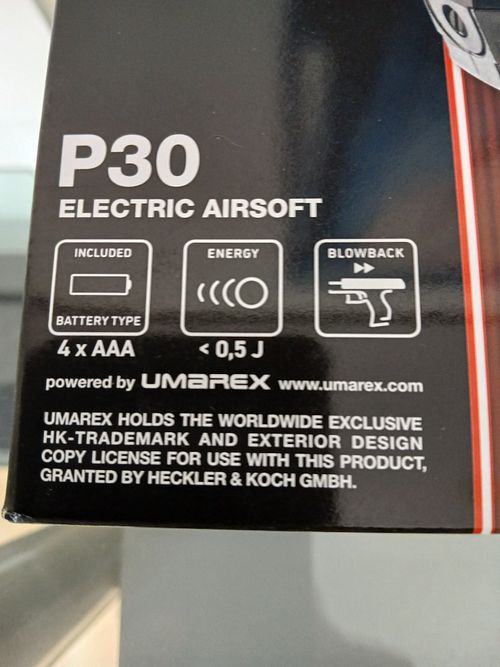 P30
ELECTRIC AIRSOFT
INCLUDED
BATTERY TYPE
4 x AAA
ENERGY
< 0,5 J
BLOWBACK
powered by UMAREX www.umarex.com
UMAREX HOLDS THE WORLDWIDE EXCLUSIVE
HK-TRADEMARK AND EXTERIOR DESIGN
COPY LICENSE FOR USE WITH THIS PRODUCT,
GRANTED BY HECKLER & KOCH GMBH.